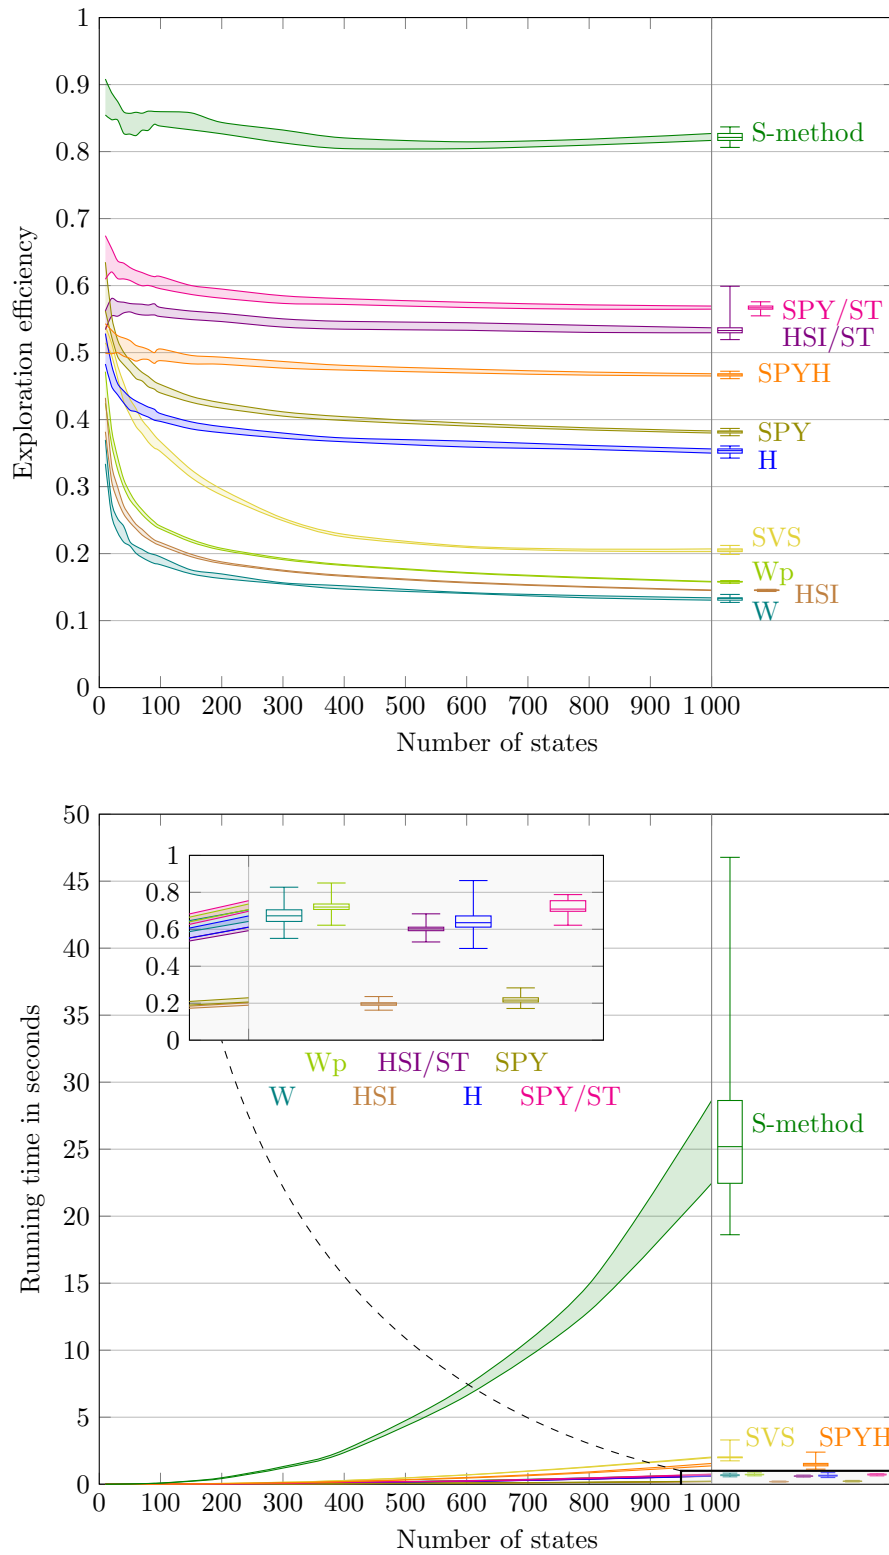 1
0.9
S-method
0.8
0.7
0.6
SPY/ST
HSI/ST
0.5
SPYH
0.4
SPY
H
0.3
SVS
0.2
Wp
HSI
W
0.1
0
Exploration efficiency
0 100 200 300 400 500 600 700 800 900 1 000
Number of states
50
45
40
35
30
25
20
15
10
5
0
Running time in seconds
1
0.8
0.6
0.4
0.2
0
Wp HSI/ST SPY
W HSI H SPY/ST
S-method
SVS SPYH
0 100 200 300 400 500 600 700 800 900 1 000
Number of states